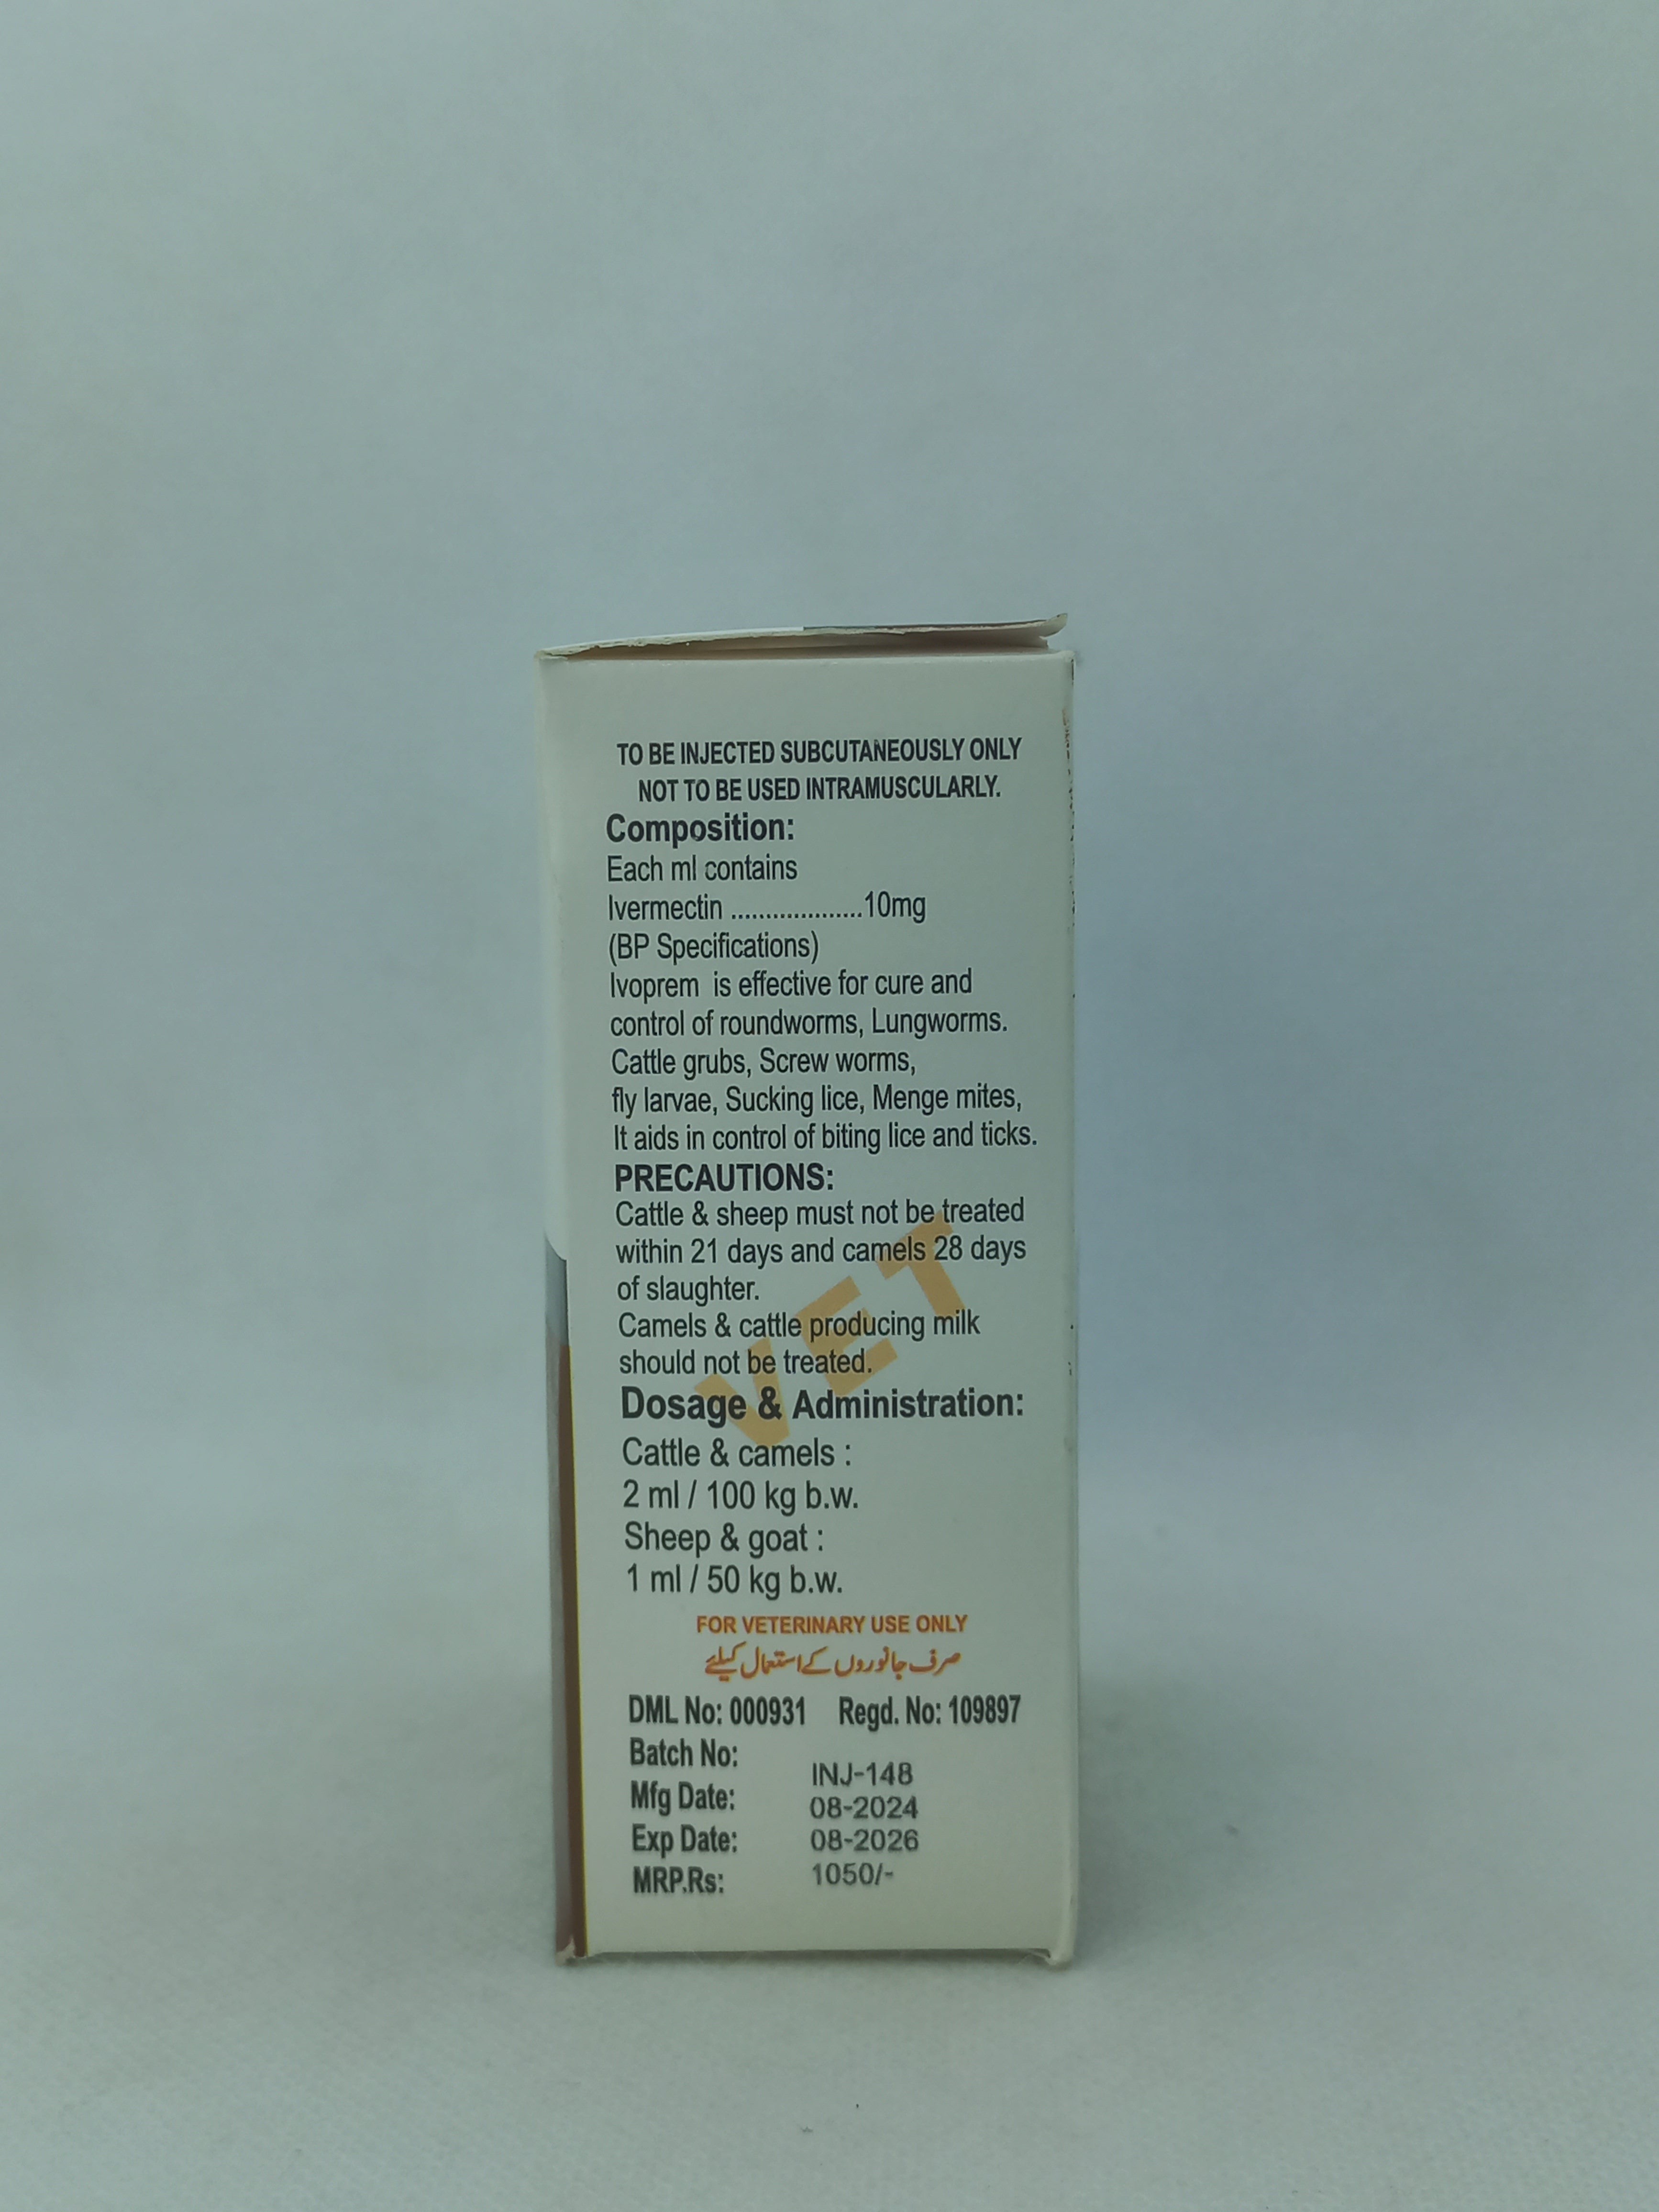 TO BE INJECTED SUBCUTANEOUSLY ONLY
NOT TO BE USED INTRAMUSCULARLY.
Composition:
Each ml contains
Ivermectin ...................10mg
(BP Specifications)
Ivoprem is effective for cure and
control of roundworms, Lungworms.
Cattle grubs, Screw worms,
fly larvae, Sucking lice, Menge mites,
It aids in control of biting lice and ticks.
PRECAUTIONS:
Cattle & sheep must not be treated
within 21 days and camels 28 days
of slaughter.
Camels & cattle producing milk
should not be treated.
VET
Dosage & Administration:
Cattle & camels :
2 ml / 100 kg b.w.
Sheep & goat :
1 ml / 50 kg b.w.
FOR VETERINARY USE ONLY
صرف جانوروں کے استعمال کیلئے
DML No: 000931 Regd. No: 109897
Batch No: INJ-148
Mfg Date: 08-2024
Exp Date: 08-2026
MRP.Rs: 1050/-